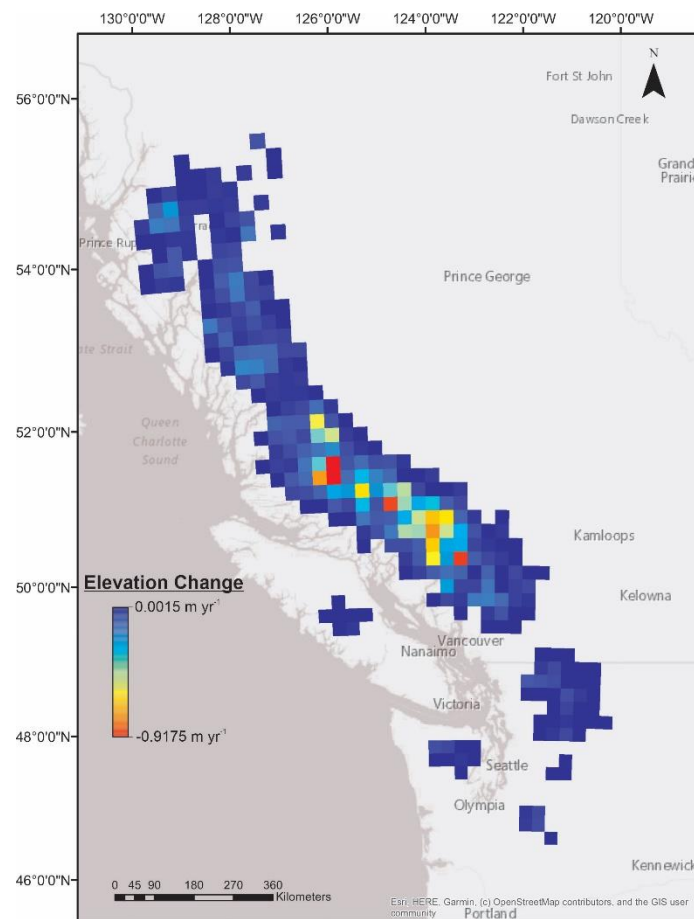 130°0'0"W 128°0'0"W 126°0'0"W 124°0'0"W 122°0'0"W 120°0'0"W
N
Fort St John
56°0'0"N
Dawson Creek
Grand
Prairie
Prince Rup
54°0'0"N
Prince George
ate Strait
52°0'0"N
Queen
Charlotte
Sound
Kamloops
50°0'0"N
Elevation Change
Kelowna
0.0015 m yr-1
Vancouver
Nanaimo
Victoria
48°0'0"N
-0.9175 m yr-1
Seattle
Olympia
46°0'0"N
Kennewick
0 45 90 180 270 360
Kilometers
Esri, HERE, Garmin, (c) OpenStreetMap contributors, and the GIS user
community
Portland